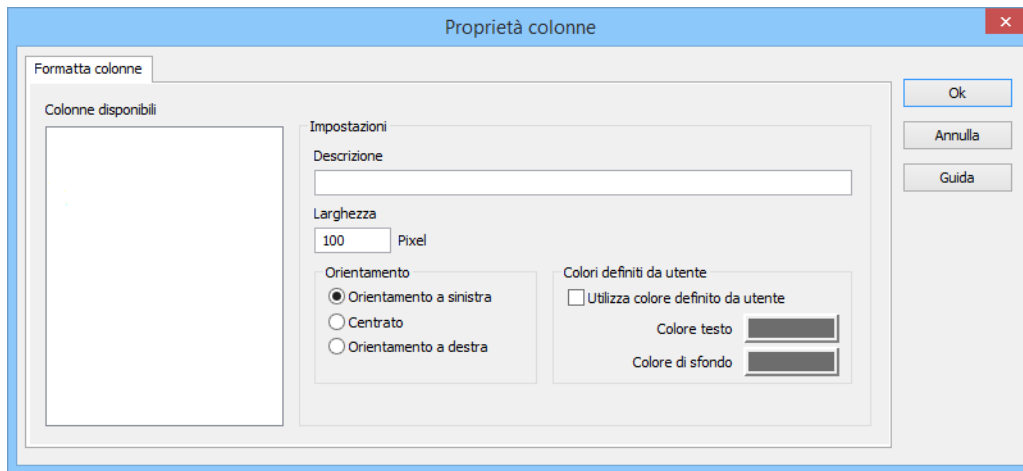 Proprietà colonne
Formatta colonne
Colonne disponibili
Impostazioni
Descrizione
Larghezza
100 Pixel
Orientamento
Orientamento a sinistra
Centrato
Orientamento a destra
Colori definiti da utente
Utilizza colore definito da utente
Colore testo
Colore di sfondo
Ok
Annulla
Guida